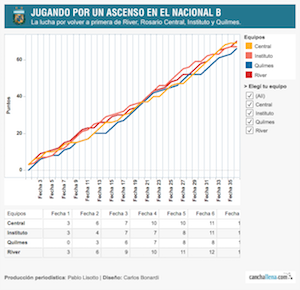 JUGANDO POR UN ASCENSO EN EL NACIONAL B
La lucha por volver a primera de River, Rosario Central, Instituto y Quilmes.
Equipos
Central
Instituto
Quilmes
River
> Elegí tu equipo
(All)
Central
Instituto
Quilmes
River
Puntos
60
40
20
0
Fecha 1
Fecha 3
Fecha 5
Fecha 7
Fecha 9
Fecha 11
Fecha 13
Fecha 15
Fecha 17
Fecha 19
Fecha 21
Fecha 23
Fecha 25
Fecha 27
Fecha 29
Fecha 31
Fecha 33
Fecha 35
Equipos Fecha 1 Fecha 2 Fecha 3 Fecha 4 Fecha 5 Fecha 6 F
Central 3 6 7 10 10 11 1
Instituto 3 4 7 7 8 11 1
Quilmes 3 6 7 8 8 1
River 3 6 8 10 11 12 1
Producción periodística: Pablo Lisotto | Diseño: Carlos Bonardi
canchallena.com